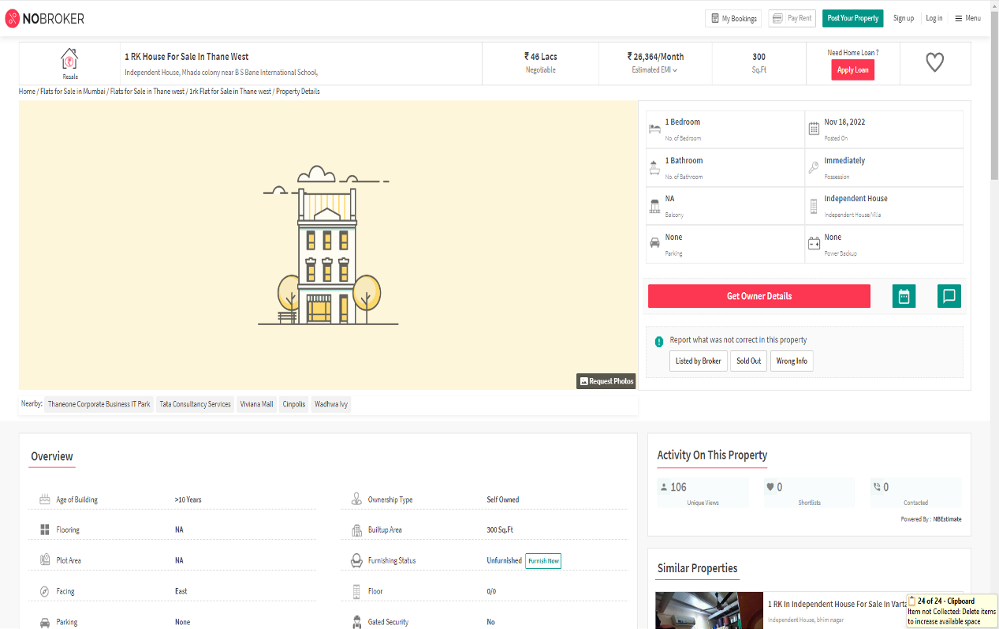 NOBROKER
My Bookings
Pay Rent
Post Your Property
Sign up
Log in
Menu
Resale
1 RK House For Sale In Thane West
Independent House, Mhada colony near B S Bane International School,
₹ 46 Lacs
Negotiable
₹ 26,364/Month
Estimated EMI
300
Sq.Ft
Need Home Loan ?
Apply Loan
Home / Flats for Sale in Mumbai / Flats for Sale in Thane west / 1rk Flat for Sale in Thane west / Property Details
1 Bedroom
No. of Bedroom
Nov 18, 2022
Posted On
1 Bathroom
No. of Bathroom
Immediately
Possession
NA
Balcony
Independent House
Independent House/Villa
None
Parking
None
Power Backup
Get Owner Details
Report what was not correct in this property
Listed by Broker
Sold Out
Wrong Info
Request Photos
Nearby: Thaneone Corporate Business IT Park Tata Consultancy Services Viviana Mall Cinpolis Wadhwa Ivy
Overview
Age of Building >10 Years
Ownership Type Self Owned
Flooring NA
Builtup Area 300 Sq.Ft
Plot Area NA
Furnishing Status Unfurnished Furnish Now
Facing East
Floor 0/0
Parking None
Gated Security No
Activity On This Property
106
Unique Views
0
Shortlists
0
Contacted
Powered By : NBEstimate
Similar Properties
1 RK In Independent House For Sale In Varta
Independent House, bhim nagar
24 of 24 - Clipboard
Item not Collected: Delete items
to increase available space